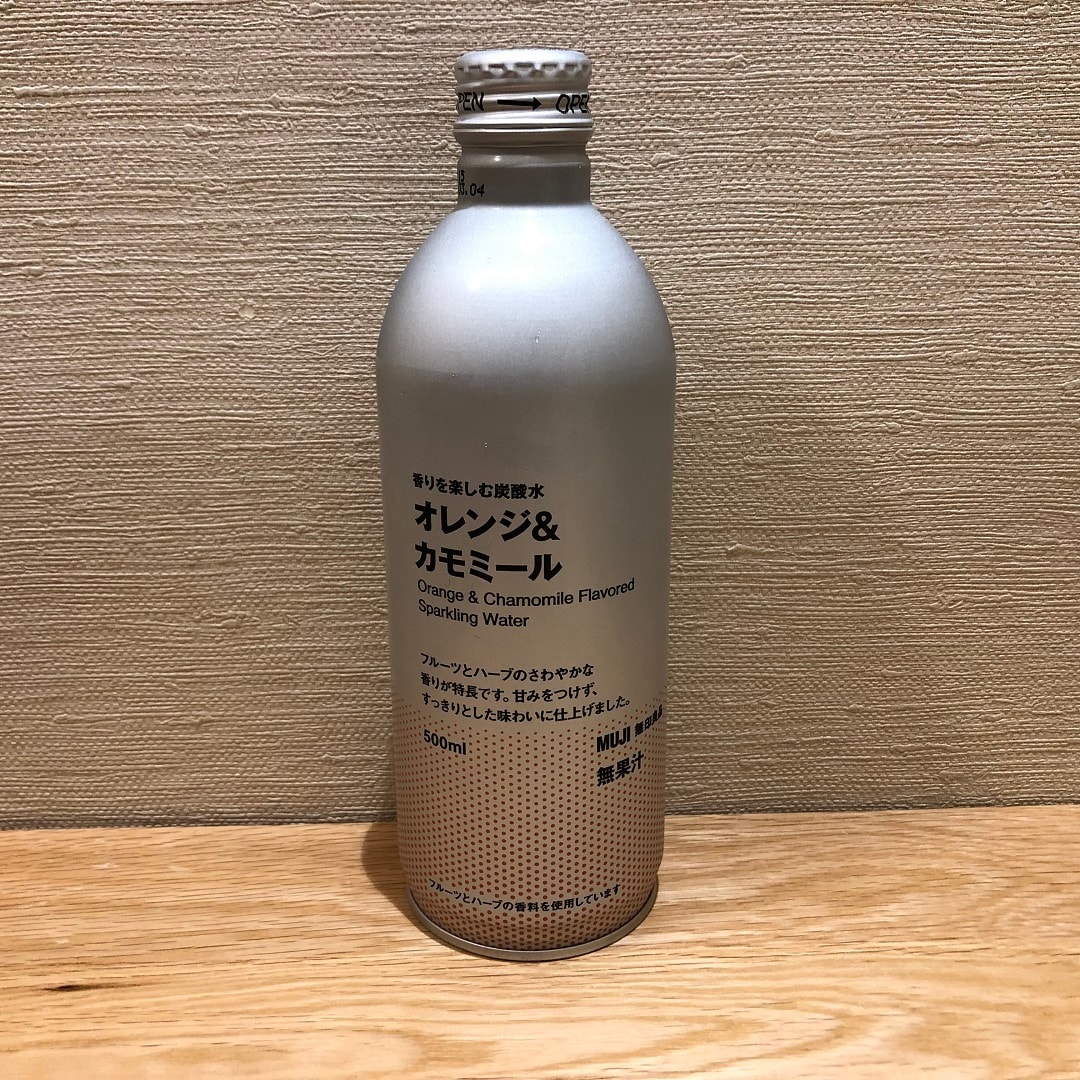 OPEN
.04
香りを楽しむ炭酸水
オレンジ&
カモミール
Orange & Chamomile Flavored
Sparkling Water
フルーツとハーブのさわやかな
香りが特長です。甘みをつけず、
すっきりとした味わいに仕上げました。
500ml
MUJI 無印良品
無果汁
フルーツとハーブの香料を使用しています